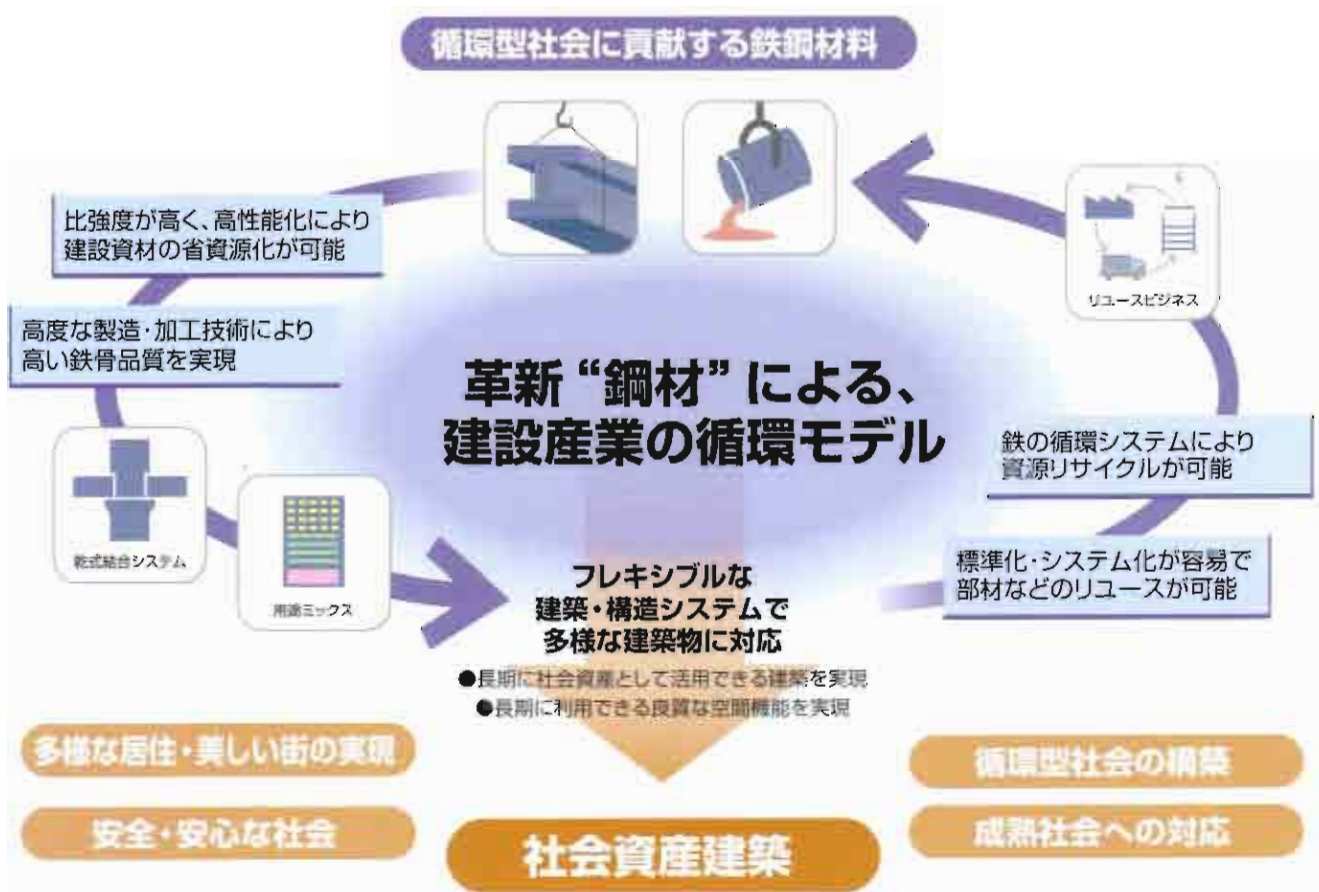 循環型社会に貢献する鉄鋼材料
比強度が高く、高性能化により
建設資材の省資源化が可能
高度な製造・加工技術により
高い鉄骨品質を実現
乾式結合システム
用途ミックス
リユースビジネス
革新“鋼材”による、
建設産業の循環モデル
鉄の循環システムにより
資源リサイクルが可能
標準化・システム化が容易で
部材などのリユースが可能
フレキシブルな
建築・構造システムで
多様な建築物に対応
●長期に社会資産として活用できる建築を実現
●長期に利用できる良質な空間機能を実現
多様な居住・美しい街の実現
安全・安心な社会
社会資産建築
循環型社会の構築
成熟社会への対応